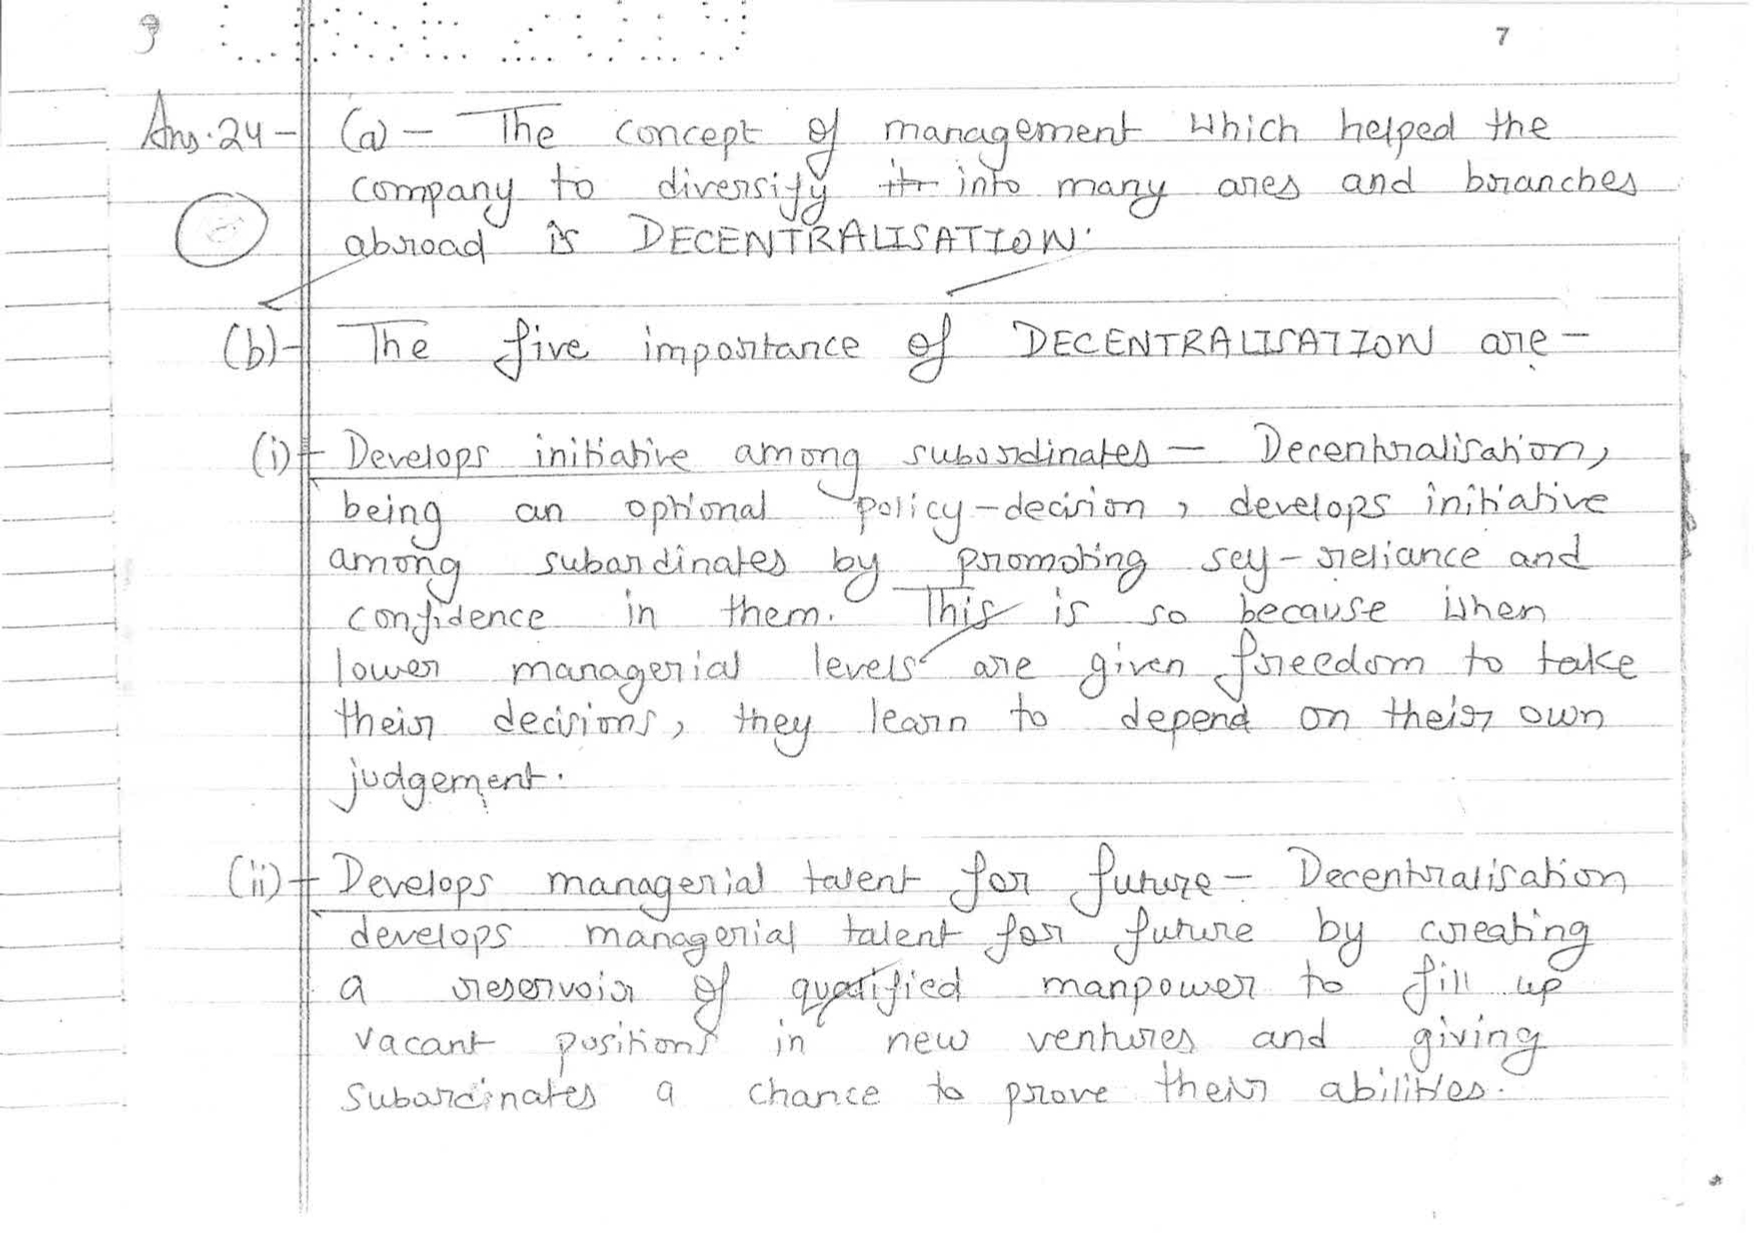 7
Ans.24- (a) - The concept of management which helped the
company to diversify into many ares and branches
abroad is DECENTRALISATION.
(b)- The five importance of DECENTRALISATION are -
(i) - Develops initiative among subordinates - Decentralisation,
being an optional policy-decision, develops initiative
among subordinates by promoting self-reliance and
confidence in them. This is so because when
lower managerial levels are given freedom to take
their decisions, they learn to depend on their own
judgement.
(ii) - Develops managerial talent for future - Decentralisation
develops managerial talent for future by creating
a reservoir of qualified manpower to fill up
vacant positions in new ventures and giving
subordinates a chance to prove their abilities.